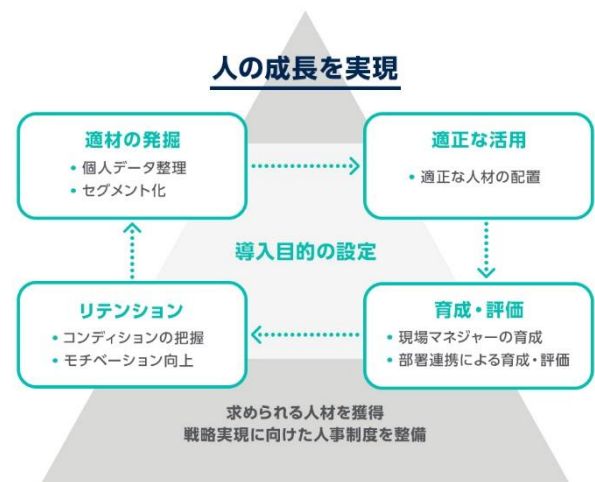 人の成長を実現
適材の発掘
• 個人データ整理
• セグメント化
適正な活用
• 適正な人材の配置
導入目的の設定
リテンション
• コンディションの把握
• モチベーション向上
育成・評価
• 現場マネジャーの育成
• 部署連携による育成・評価
求められる人材を獲得
戦略実現に向けた人事制度を整備